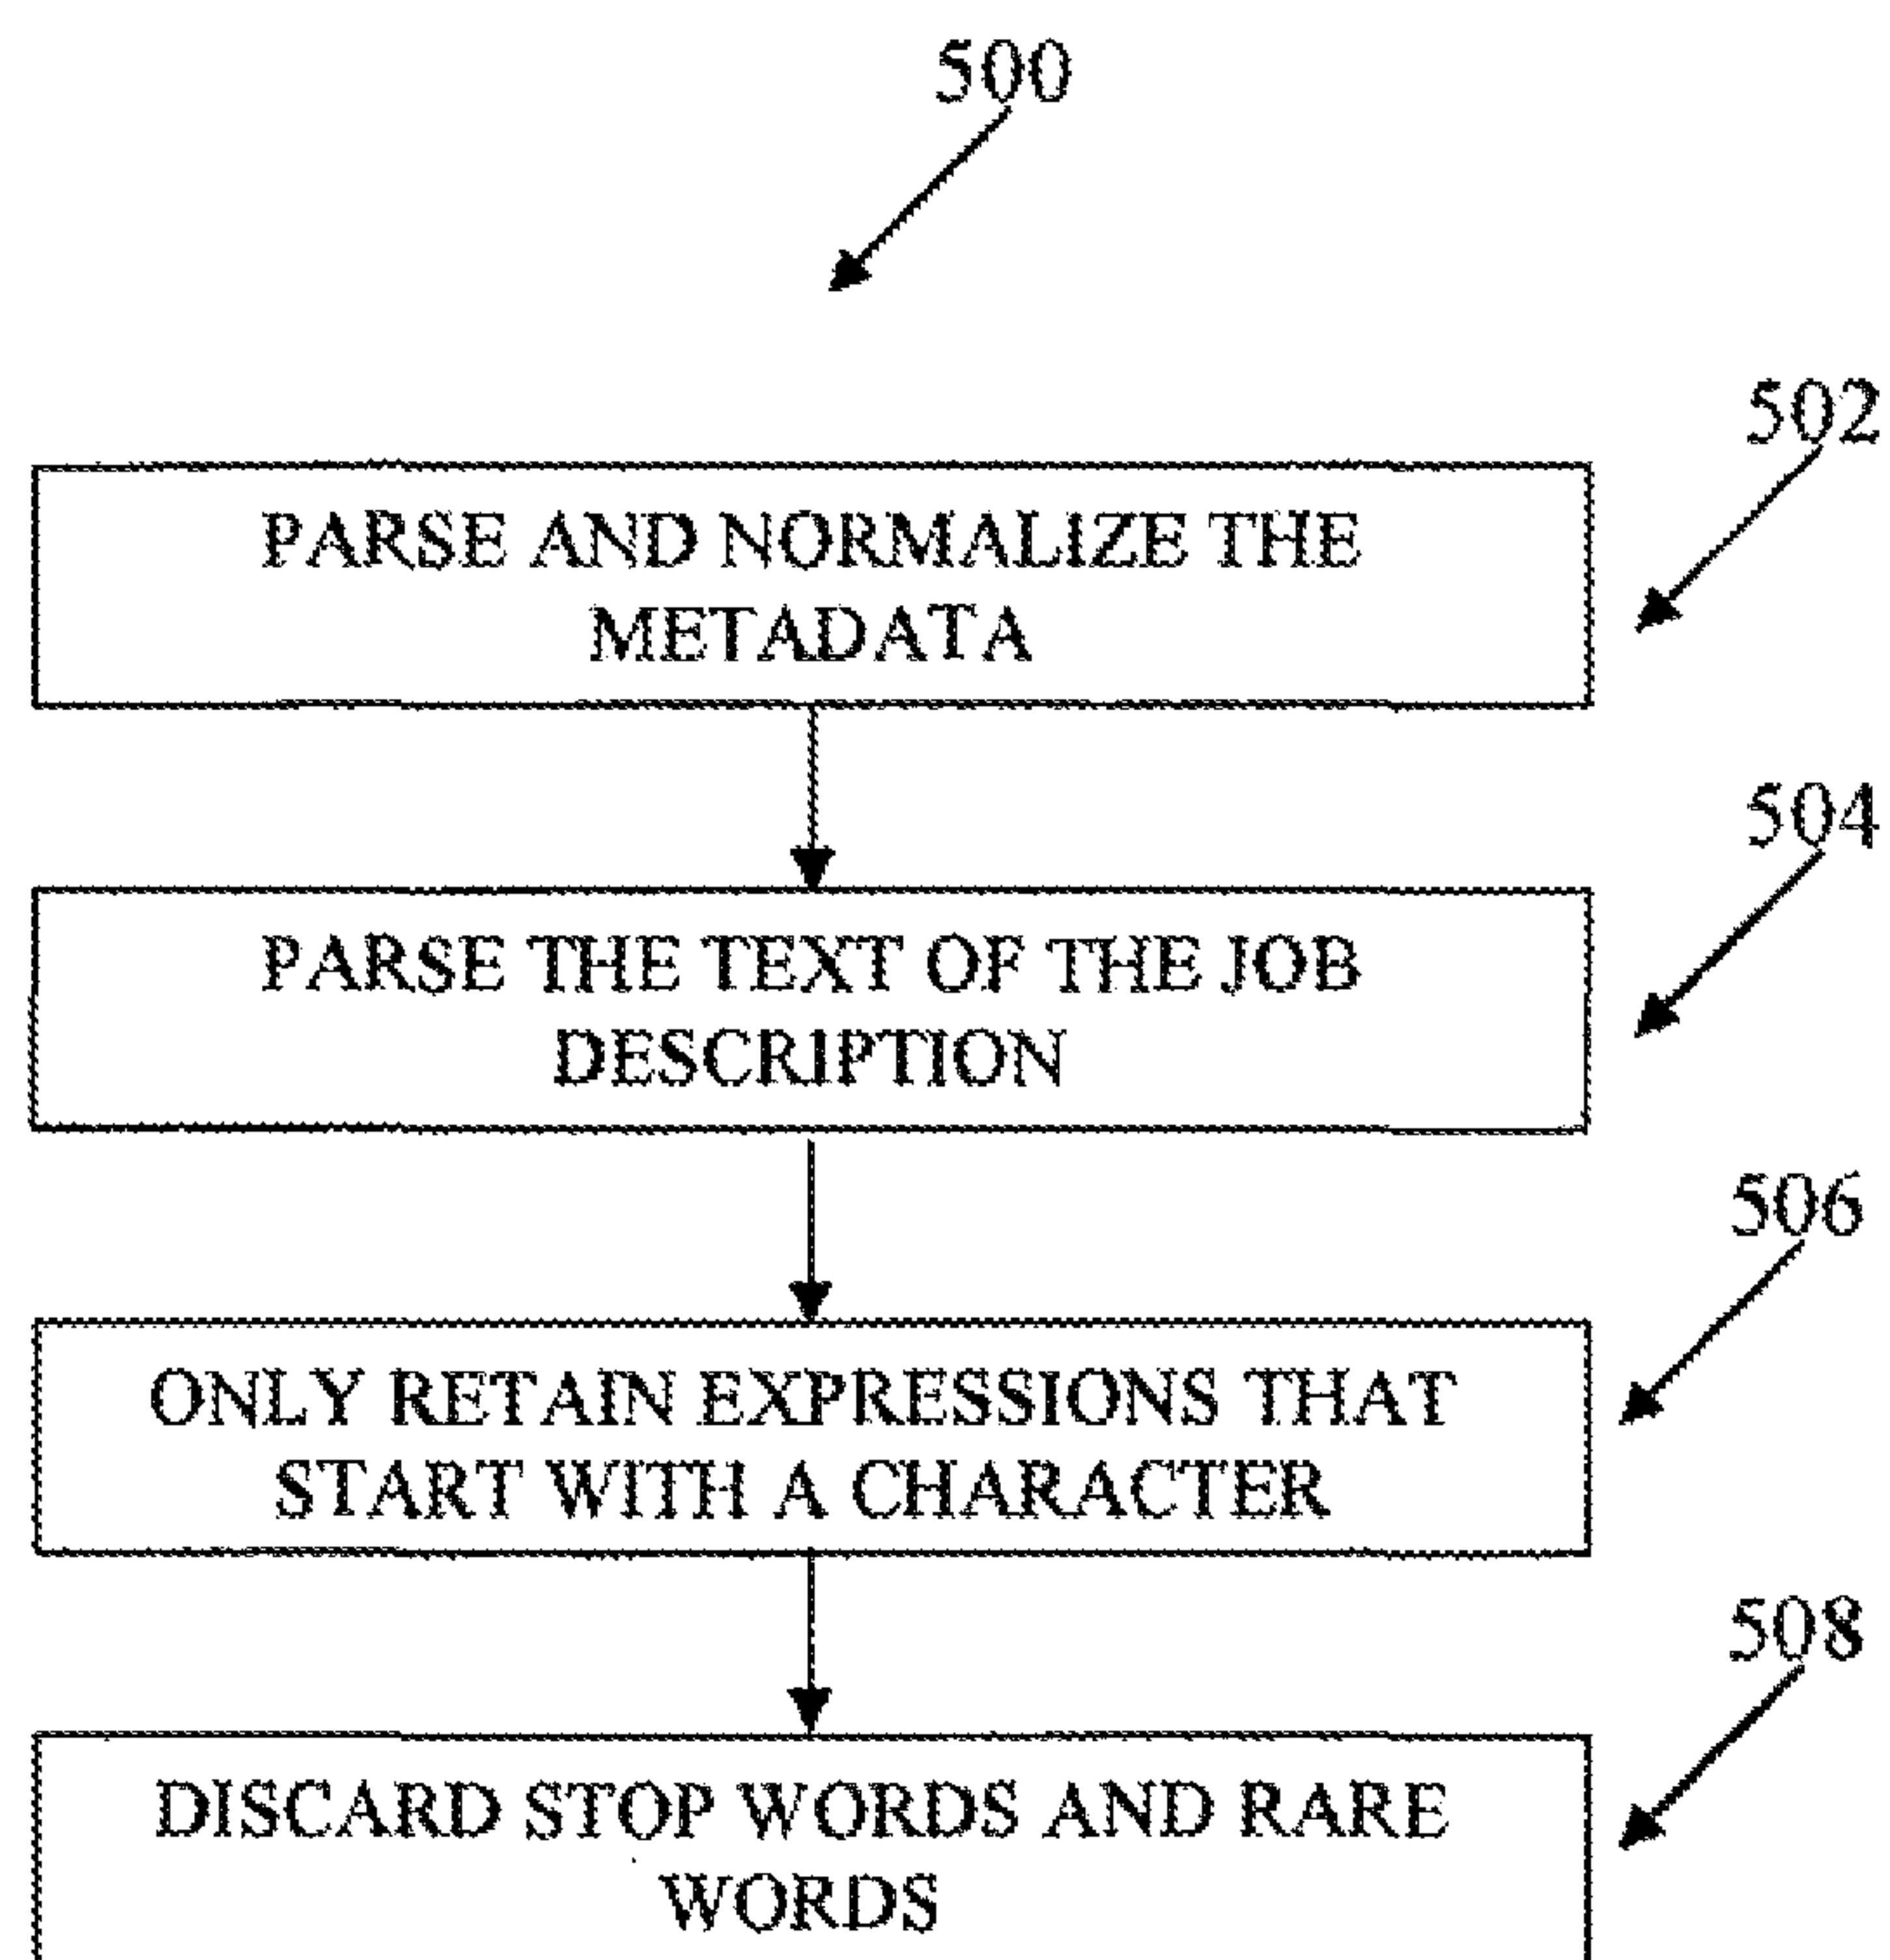 500
502
PARSE AND NORMALIZE THE
METADATA
504
PARSE THE TEXT OF THE JOB
DESCRIPTION
506
ONLY RETAIN EXPRESSIONS THAT
START WITH A CHARACTER
508
DISCARD STOP WORDS AND RARE
WORDS